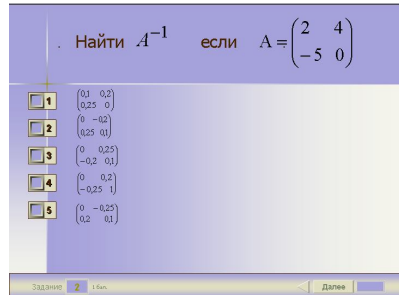 . Найти A⁻¹ если A = (2 4
−5 0)
1 (0,1 0,2
0,25 0)
2 (0 −0,2
0,25 0,1)
3 (0 0,25
−0,2 0,1)
4 (0 0,2
−0,25 1)
5 (0 −0,25
0,2 0,1)
Задание 2 1 бал. Далее